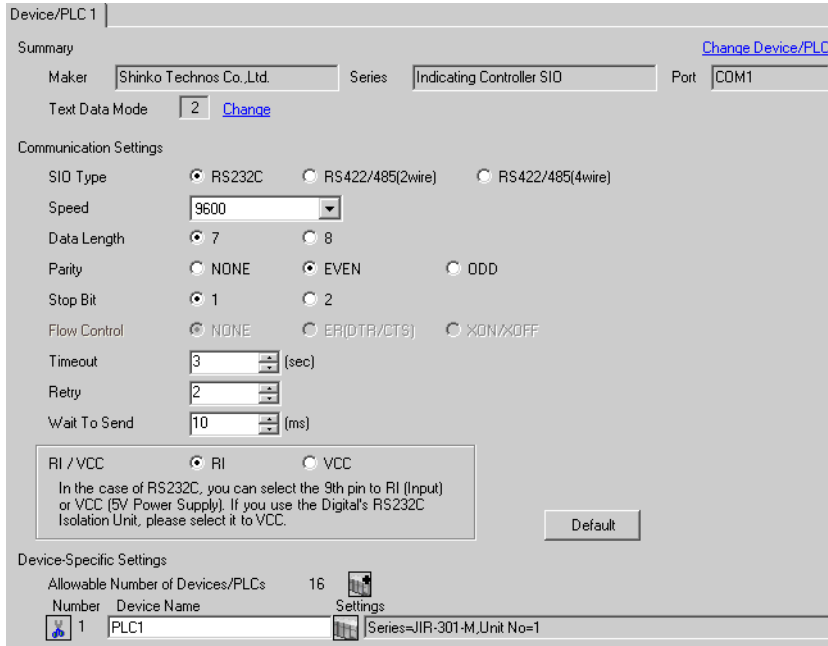 Device/PLC 1
Summary Change Device/PLC
Maker Shinko Technos Co.,Ltd. Series Indicating Controller SIO Port COM1
Text Data Mode 2 Change
Communication Settings
SIO Type RS232C RS422/485(2wire) RS422/485(4wire)
Speed 9600
Data Length 7 8
Parity NONE EVEN ODD
Stop Bit 1 2
Flow Control NONE ER(DTR/CTS) XON/XOFF
Timeout 3 (sec)
Retry 2
Wait To Send 10 (ms)
RI / VCC RI VCC
In the case of RS232C, you can select the 9th pin to RI (Input)
or VCC (5V Power Supply). If you use the Digital's RS232C
Isolation Unit, please select it to VCC.
Default
Device-Specific Settings
Allowable Number of Devices/PLCs 16
Number Device Name Settings
1 PLC1 Series=JIR-301-M,Unit No=1